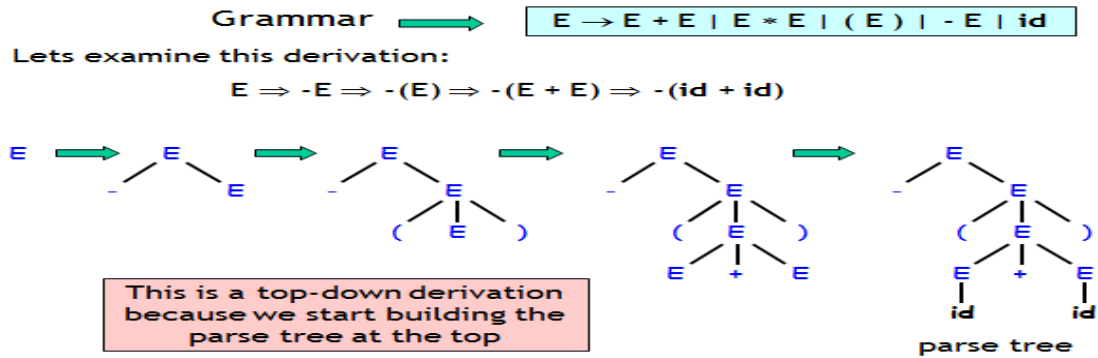 Grammar E → E + E | E * E | ( E ) | - E | id
Lets examine this derivation:
E ⇒ -E ⇒ -(E) ⇒ -(E + E) ⇒ -(id + id)
E E E E E
- E - E - E - E
( E ) ( E ) ( E )
E + E E + E
id id
This is a top-down derivation
because we start building the
parse tree at the top
parse tree